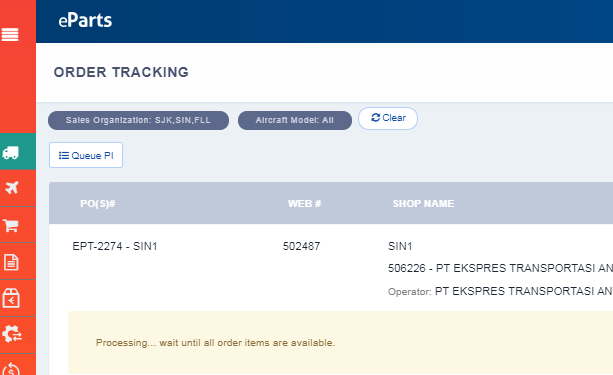 eParts
ORDER TRACKING
Sales Organization: SJK,SIN,FLL
Aircraft Model: All
Clear
Queue PI
PO(S)# WEB # SHOP NAME
EPT-2274 - SIN1 502487 SIN1
506226 - PT EKSPRES TRANSPORTASI AN
Operator: PT EKSPRES TRANSPORTASI AN
Processing... wait until all order items are available.